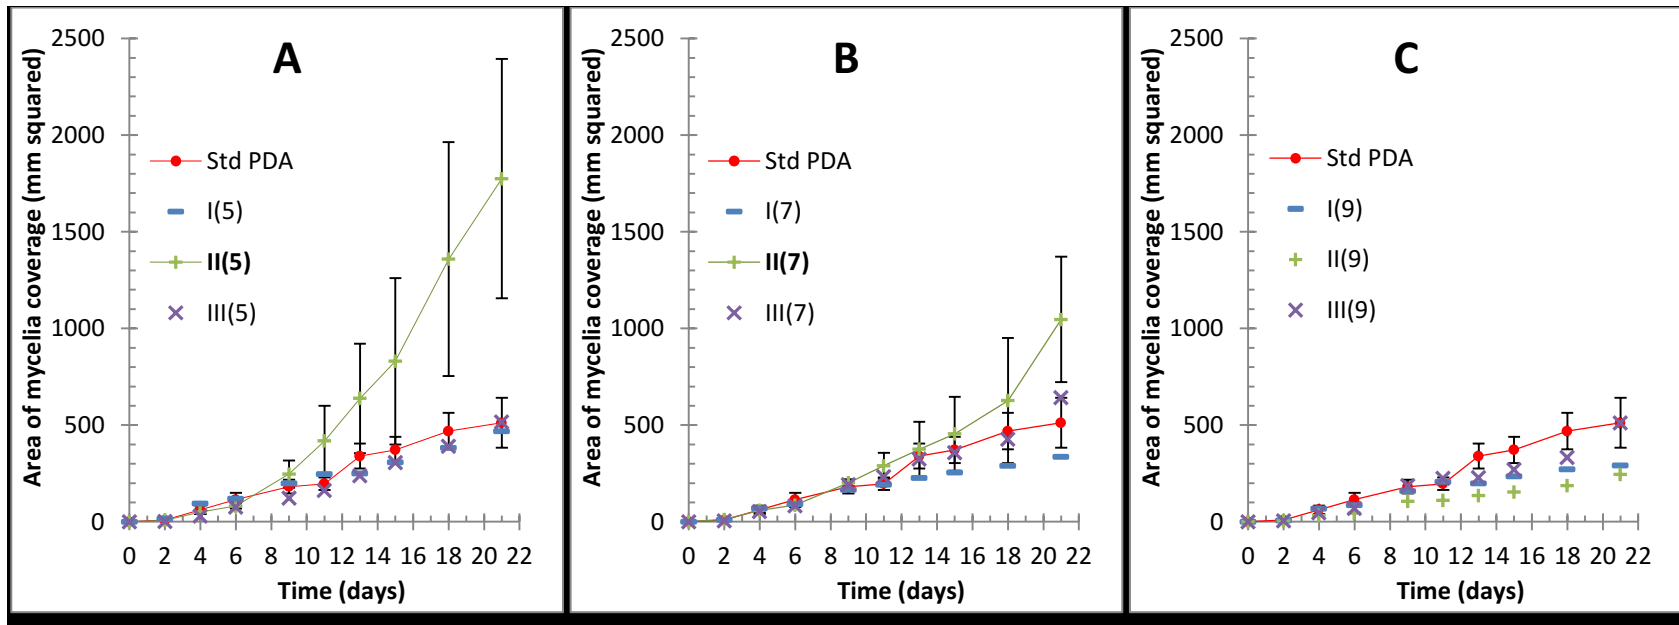 A
Area of mycelia coverage (mm squared)
2500
2000
1500
1000
500
0
Std PDA
I(5)
II(5)
III(5)
0 2 4 6 8 10 12 14 16 18 20 22
Time (days)
B
Area of mycelia coverage (mm squared)
2500
2000
1500
1000
500
0
Std PDA
I(7)
II(7)
III(7)
0 2 4 6 8 10 12 14 16 18 20 22
Time (days)
C
Area of mycelia coverage (mm squared)
2500
2000
1500
1000
500
0
Std PDA
I(9)
II(9)
III(9)
0 2 4 6 8 10 12 14 16 18 20 22
Time (days)